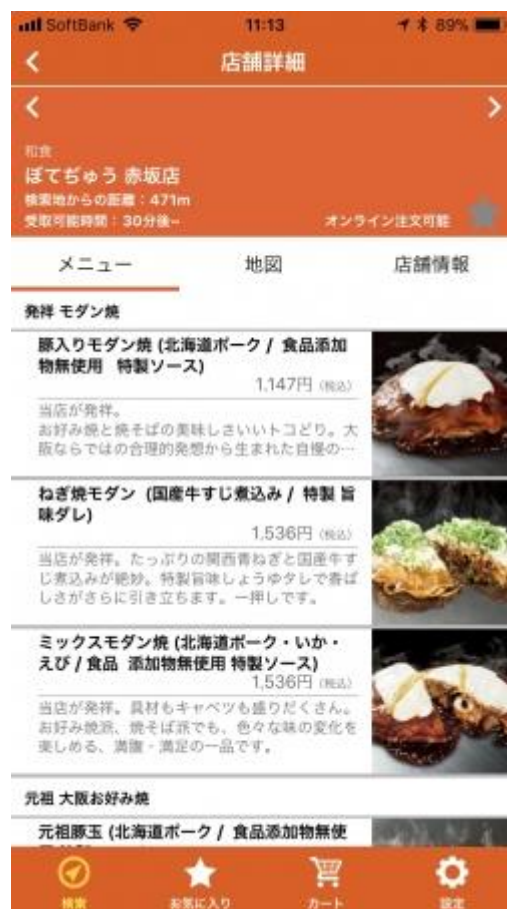 SoftBank 11:13 89%
店舗詳細
和食
ぼてぢゅう 赤坂店
検索地からの距離：471m
受取可能時間：30分後~
オンライン注文可能
メニュー 地図 店舗情報
発祥 モダン焼
豚入りモダン焼 (北海道ポーク / 食品添加
物無使用 特製ソース)
1,147円 (税込)
当店が発祥。
お好み焼と焼そばの美味しさいいトコどり。大
阪ならではの合理的発想から生まれた自慢の…
ねぎ焼モダン (国産牛すじ煮込み / 特製 旨
味ダレ)
1,536円 (税込)
当店が発祥。たっぷりの関西青ねぎと国産牛す
じ煮込みが絶妙。特製旨味しょうゆタレで香ば
しさがさらに引き立ちます。一押しです。
ミックスモダン焼 (北海道ポーク・いか・
えび / 食品 添加物無使用 特製ソース)
1,536円 (税込)
当店が発祥。具材もキャベツも盛りだくさん。
お好み焼派、焼そば派でも、色々な味の変化を
楽しめる、満腹・満足の一品です。
元祖 大阪お好み焼
元祖豚玉 (北海道ポーク / 食品添加物無使
検索 お気に入り カート 設定